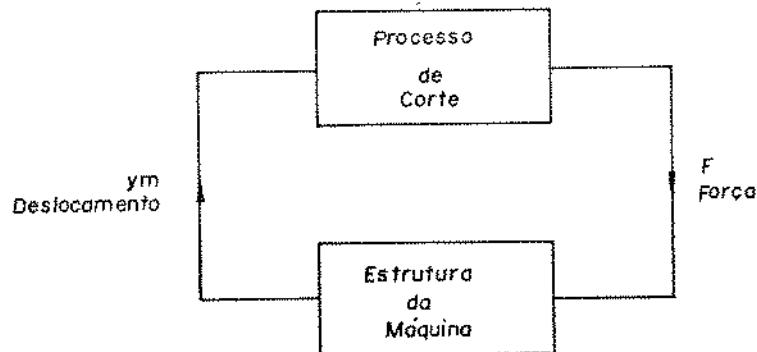 Processo
de
Corte
ym
Deslocamento
F
Força
Estrutura
da
Máquina